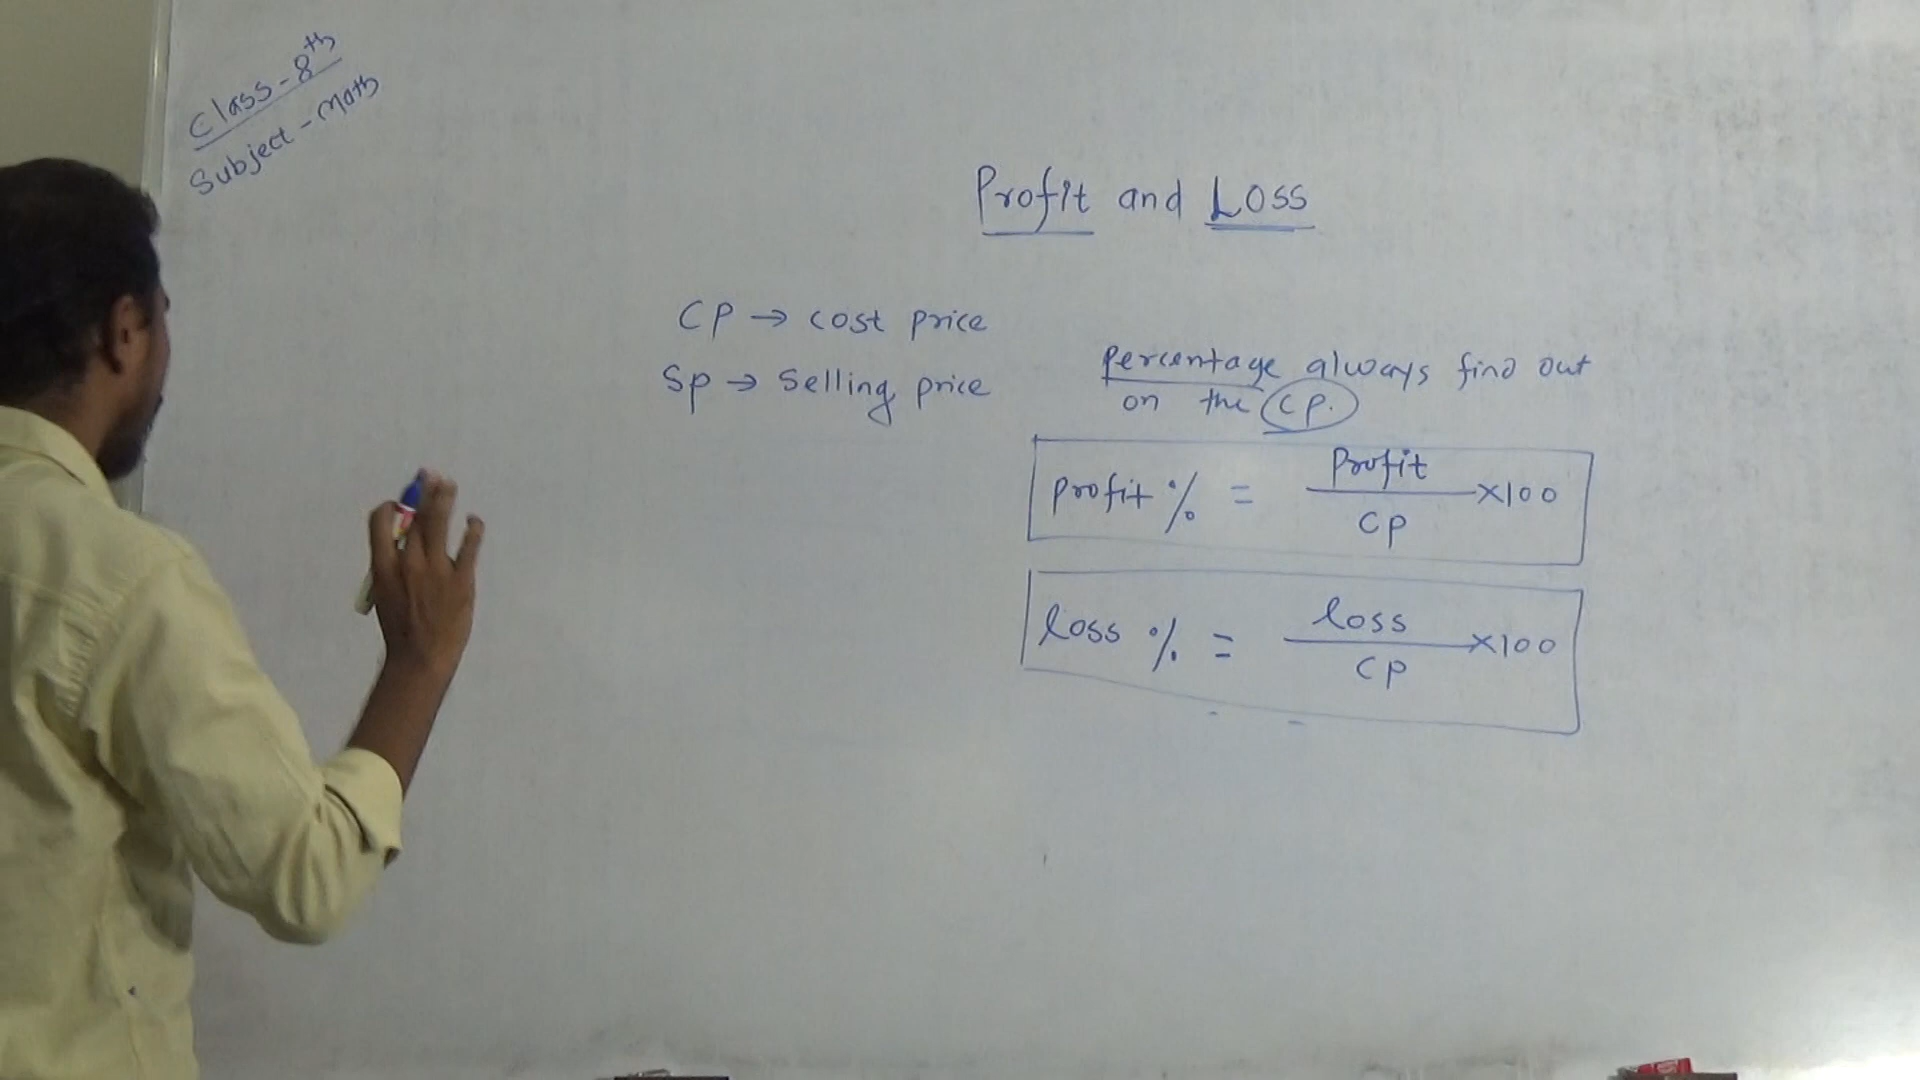 Class-8th
Subject-Math
Profit and Loss
CP → cost price
Sp → Selling price
Percentage always find out
on the CP.
profit % = Profit/CP ×100
loss % = loss/CP ×100